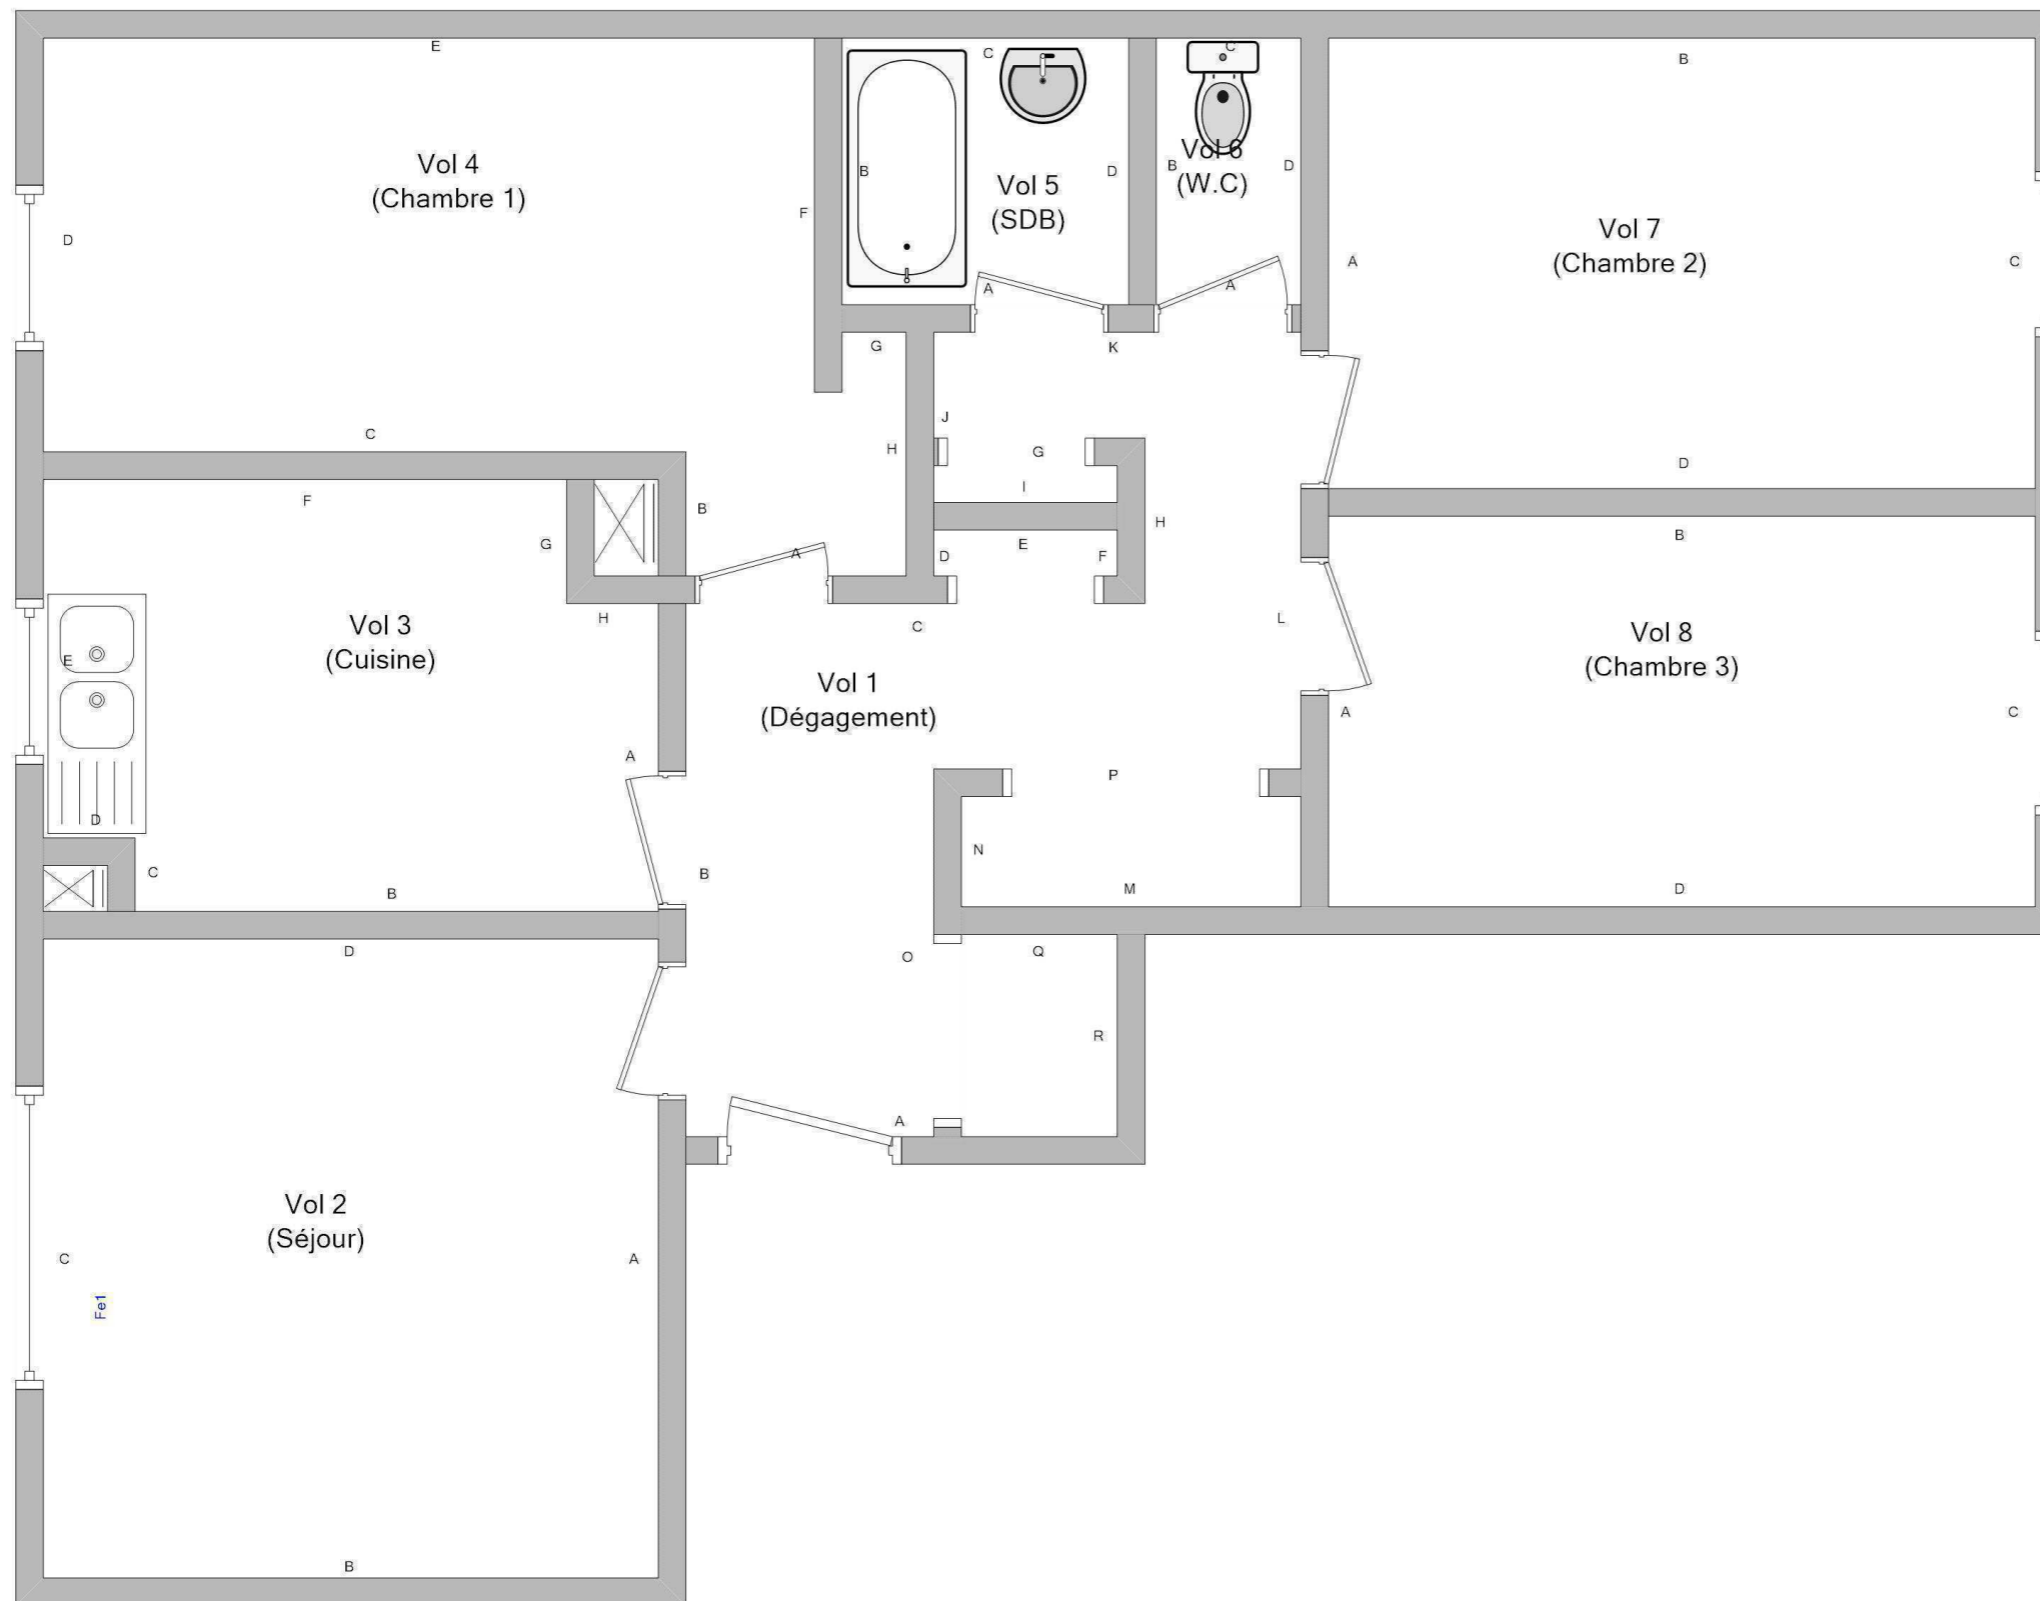 E
C
C
B
Vol 4
(Chambre 1)
D
F
B
Vol 5
(SDB)
D
B
Vol 6
(W.C)
D
Vol 7
(Chambre 2)
A
C
A
A
G
K
C
J
H
G
D
I
F
B
H
G
A
D
E
F
B
H
C
L
Vol 3
(Cuisine)
E
Vol 8
(Chambre 3)
Vol 1
(Dégagement)
A
C
A
P
D
N
C
B
B
M
D
D
O
Q
R
A
Vol 2
(Séjour)
C
A
Fe1
B